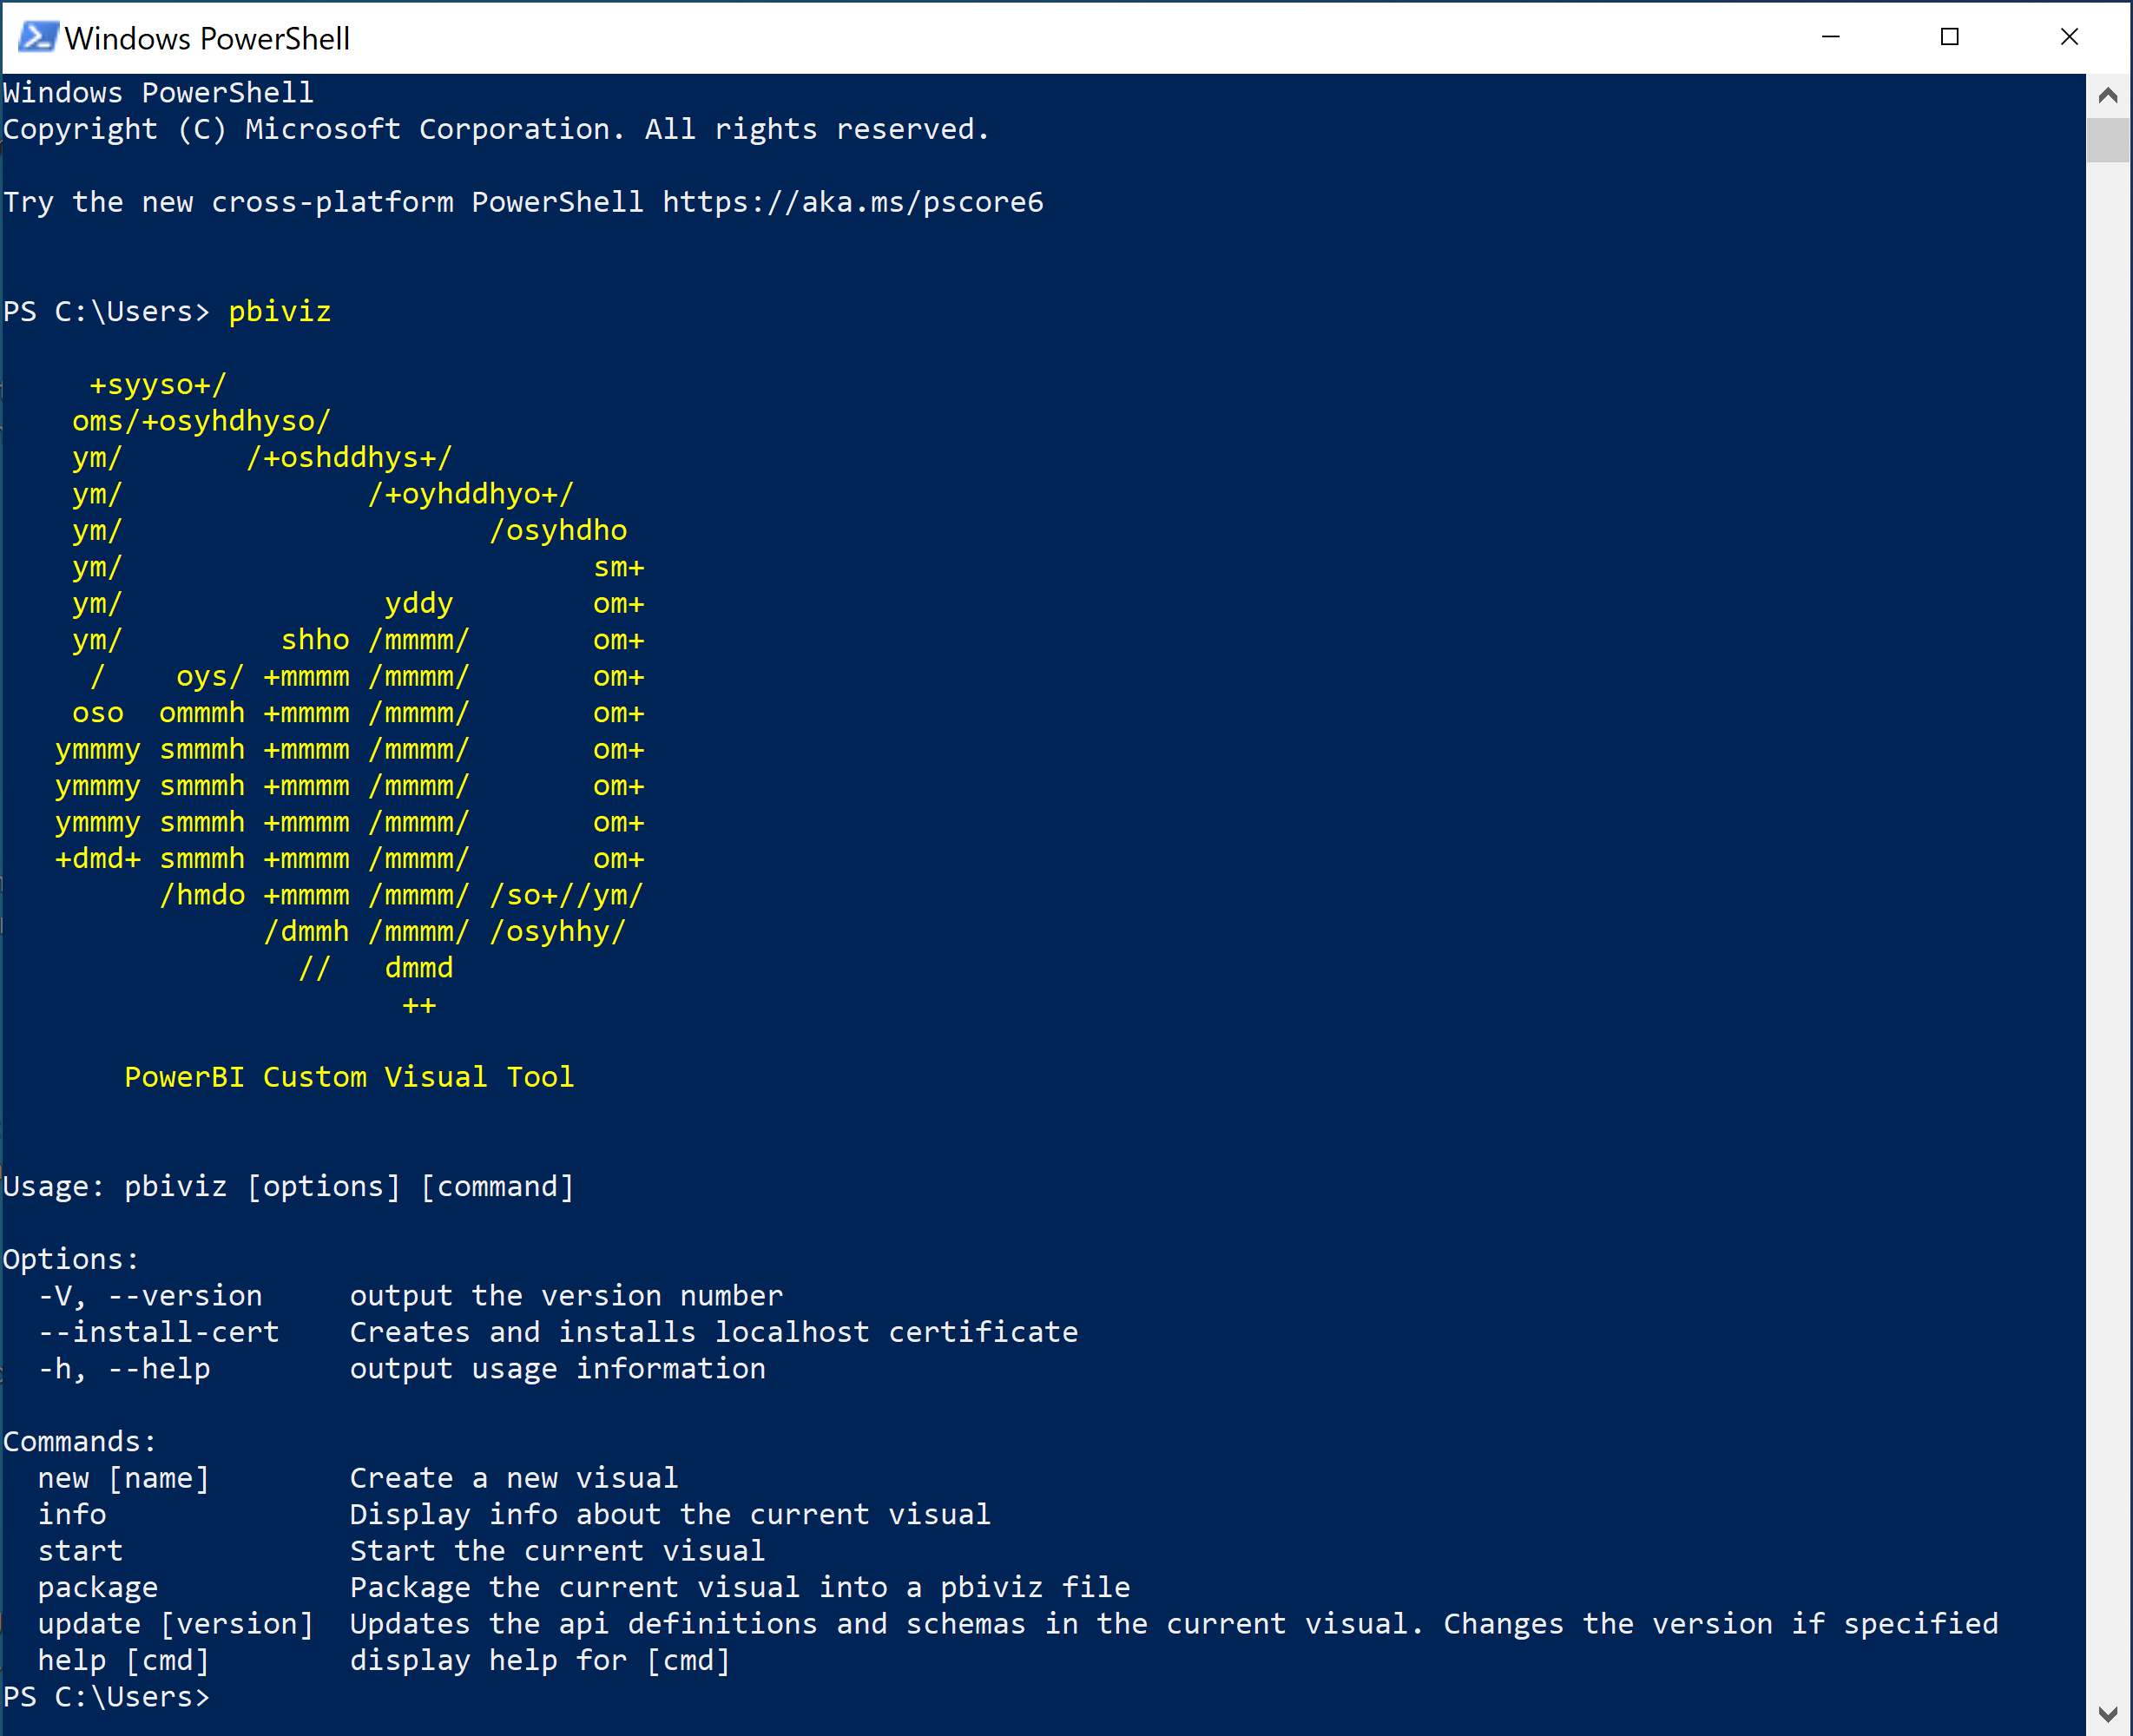 Windows PowerShell
Windows PowerShell
Copyright (C) Microsoft Corporation. All rights reserved.

Try the new cross-platform PowerShell https://aka.ms/pscore6

PS C:\Users> pbiviz

     +syyso+/
    oms/+osyhdhyso/
    ym/       /+oshddhys+/
    ym/              /+oyhddhyo+/
    ym/                     /osyhdho
    ym/                           sm+
    ym/               yddy        om+
    ym/         shho /mmmm/       om+
     /    oys/ +mmmm /mmmm/       om+
    oso  ommmh +mmmm /mmmm/       om+
   ymmmy smmmh +mmmm /mmmm/       om+
   ymmmy smmmh +mmmm /mmmm/       om+
   ymmmy smmmh +mmmm /mmmm/       om+
   +dmd+ smmmh +mmmm /mmmm/       om+
         /hmdo +mmmm /mmmm/ /so+//ym/
               /dmmh /mmmm/ /osyhhy/
                 //   dmmd
                       ++

       PowerBI Custom Visual Tool

Usage: pbiviz [options] [command]

Options:
  -V, --version     output the version number
  --install-cert    Creates and installs localhost certificate
  -h, --help        output usage information

Commands:
  new [name]        Create a new visual
  info              Display info about the current visual
  start             Start the current visual
  package           Package the current visual into a pbiviz file
  update [version]  Updates the api definitions and schemas in the current visual. Changes the version if specified
  help [cmd]        display help for [cmd]
PS C:\Users>